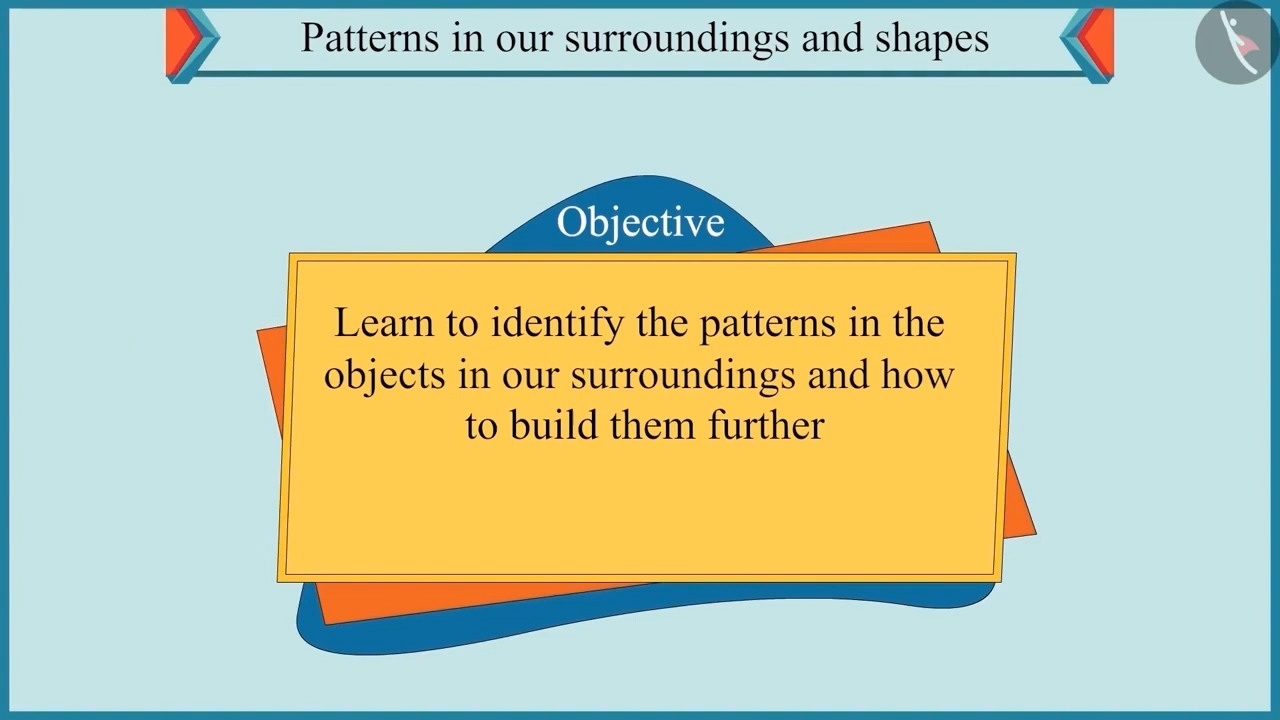 Patterns in our surroundings and shapes
Objective
Learn to identify the patterns in the
objects in our surroundings and how
to build them further